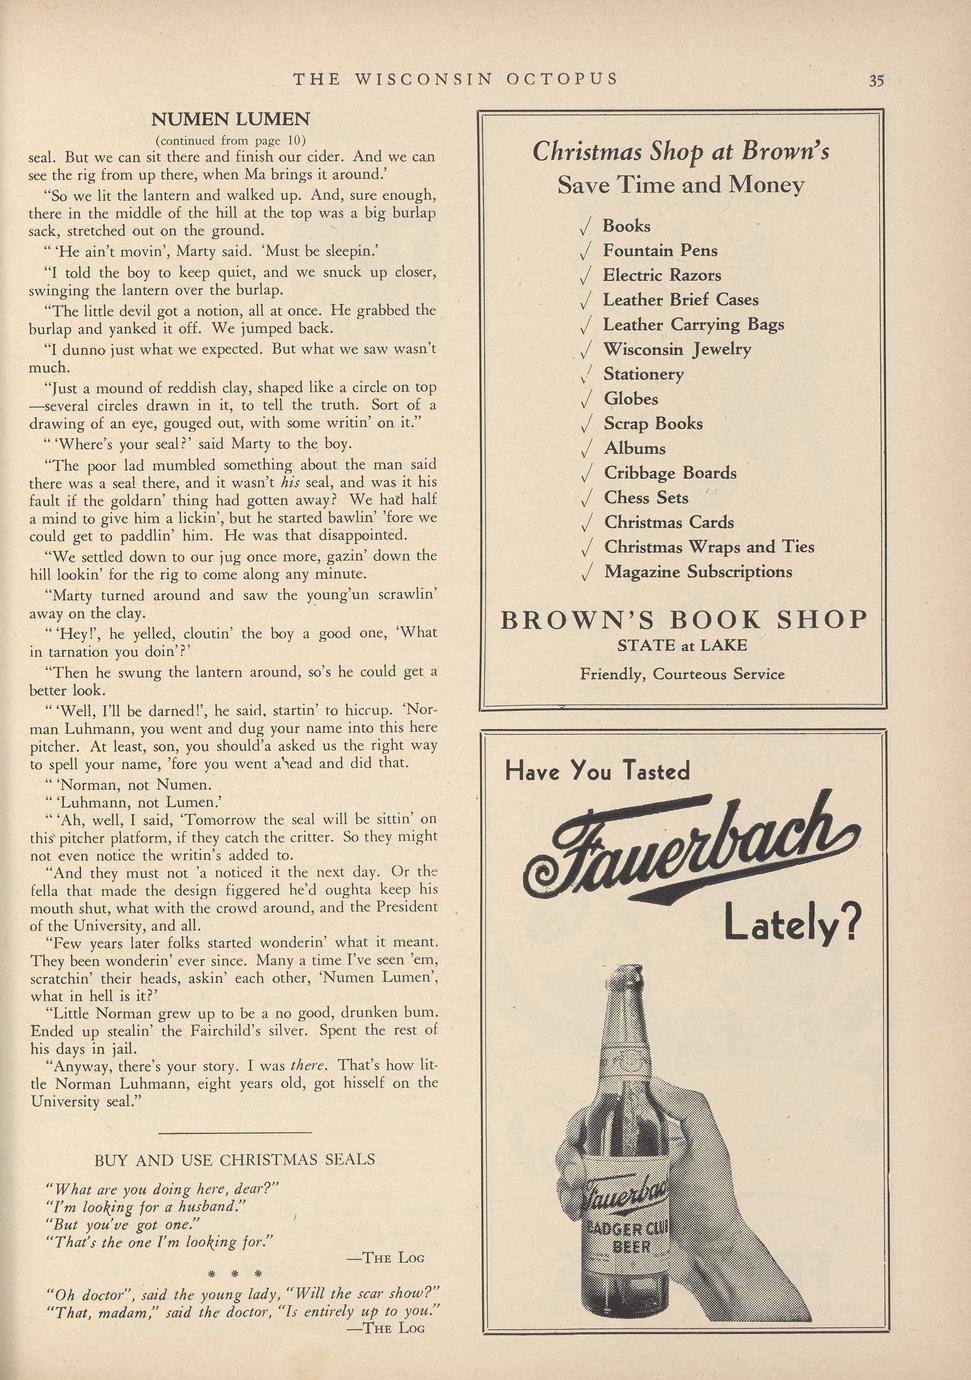 THE WISCONSIN OCTOPUS
35
NUMEN LUMEN
(continued from page 10)
seal. But we can sit there and finish our cider. And we can
see the rig from up there, when Ma brings it around.’
“So we lit the lantern and walked up. And, sure enough,
there in the middle of the hill at the top was a big burlap
sack, stretched out on the ground.
“ ‘He ain’t movin’, Marty said. ‘Must be sleepin.’
“I told the boy to keep quiet, and we snuck up closer,
swinging the lantern over the burlap.
“The little devil got a notion, all at once. He grabbed the
burlap and yanked it off. We jumped back.
“I dunno just what we expected. But what we saw wasn’t
much.
“Just a mound of reddish clay, shaped like a circle on top
—several circles drawn in it, to tell the truth. Sort of a
drawing of an eye, gouged out, with some writin’ on it.”
“ ‘Where’s your seal?’ said Marty to the boy.
“The poor lad mumbled something about the man said
there was a seal there, and it wasn’t his seal, and was it his
fault if the goldarn’ thing had gotten away? We had half
a mind to give him a lickin’, but he started bawlin’ ’fore we
could get to paddlin’ him. He was that disappointed.
“We settled down to our jug once more, gazin’ down the
hill lookin’ for the rig to come along any minute.
“Marty turned around and saw the young’un scrawlin’
away on the clay.
“ ‘Hey!’, he yelled, cloutin’ the boy a good one, ‘What
in tarnation you doin’?’
“Then he swung the lantern around, so’s he could get a
better look.
“ ‘Well, I’ll be darned!’, he said, startin’ to hiccup. ‘Nor-
man Luhmann, you went and dug your name into this here
pitcher. At least, son, you should’a asked us the right way
to spell your name, ’fore you went ahead and did that.
“ ‘Norman, not Numen.
“ ‘Luhmann, not Lumen.’
“ ‘Ah, well, I said, ‘Tomorrow the seal will be sittin’ on
this pitcher platform, if they catch the critter. So they might
not even notice the writin’s added to.
“And they must not ’a noticed it the next day. Or the
fella that made the design figgered he’d oughta keep his
mouth shut, what with the crowd around, and the President
of the University, and all.
“Few years later folks started wonderin’ what it meant.
They been wonderin’ ever since. Many a time I’ve seen ’em,
scratchin’ their heads, askin’ each other, ‘Numen Lumen’,
what in hell is it?’
“Little Norman grew up to be a no good, drunken bum.
Ended up stealin’ the Fairchild’s silver. Spent the rest of
his days in jail.
“Anyway, there’s your story. I was there. That’s how lit-
tle Norman Luhmann, eight years old, got hisself on the
University seal.”
BUY AND USE CHRISTMAS SEALS
“What are you doing here, dear?”
“I’m looking for a husband.”
“But you’ve got one.”
“That’s the one I’m looking for.”
—THE LOG
* * *
“Oh doctor”, said the young lady, “Will the scar show?”
“That, madam,” said the doctor, “Is entirely up to you.”
—THE LOG
Christmas Shop at Brown’s
Save Time and Money
√ Books
√ Fountain Pens
√ Electric Razors
√ Leather Brief Cases
√ Leather Carrying Bags
√ Wisconsin Jewelry
√ Stationery
√ Globes
√ Scrap Books
√ Albums
√ Cribbage Boards
√ Chess Sets
√ Christmas Cards
√ Christmas Wraps and Ties
√ Magazine Subscriptions
BROWN’S BOOK SHOP
STATE at LAKE
Friendly, Courteous Service
Have You Tasted
Fauerbach
Lately?
Fauerbac
BADGER CLUB
BEER